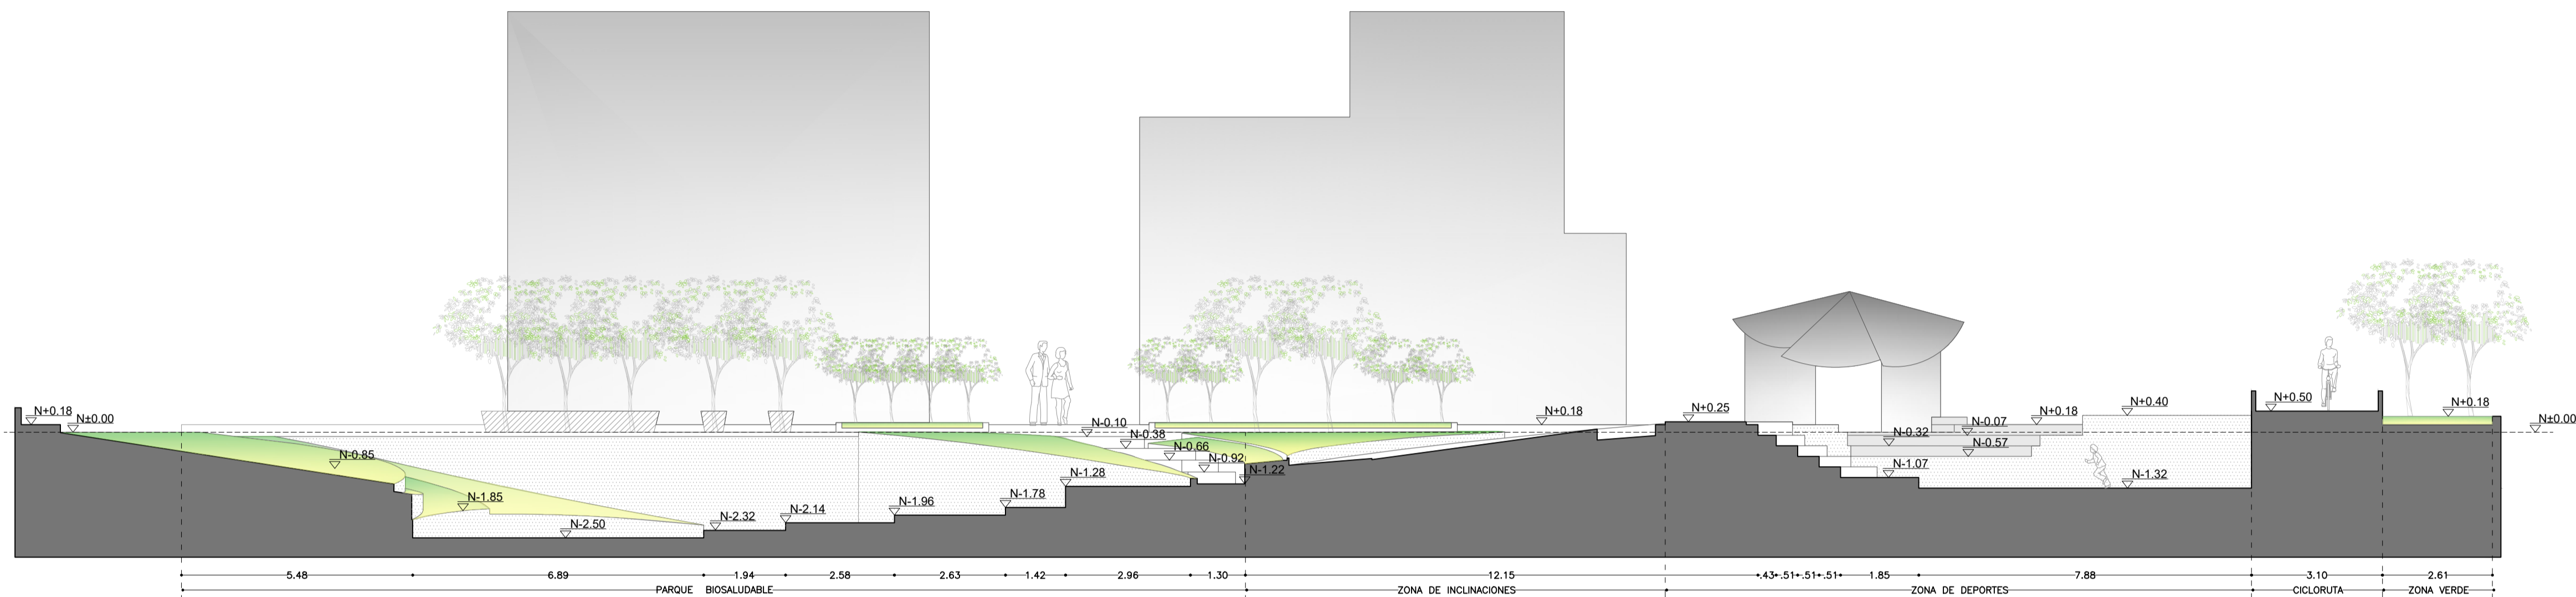 N+0.18
N±0.00
N-0.85
N-1.85
N-2.50
N-2.32
N-2.14
N-1.96
N-1.78
N-1.28
N-0.10
N-0.38
N-0.66
N-0.92
N-1.22
N+0.18
N+0.25
N-0.07
N+0.18
N-0.32
N-0.57
N-1.07
N+0.40
N-1.32
N+0.50
N+0.18
N±0.00
5.48 6.89 1.94 2.58 2.63 1.42 2.96 1.30 12.15 .43 .51 .51 .51 1.85 7.88 3.10 2.61
PARQUE BIOSALUDABLE ZONA DE INCLINACIONES ZONA DE DEPORTES CICLORUTA ZONA VERDE